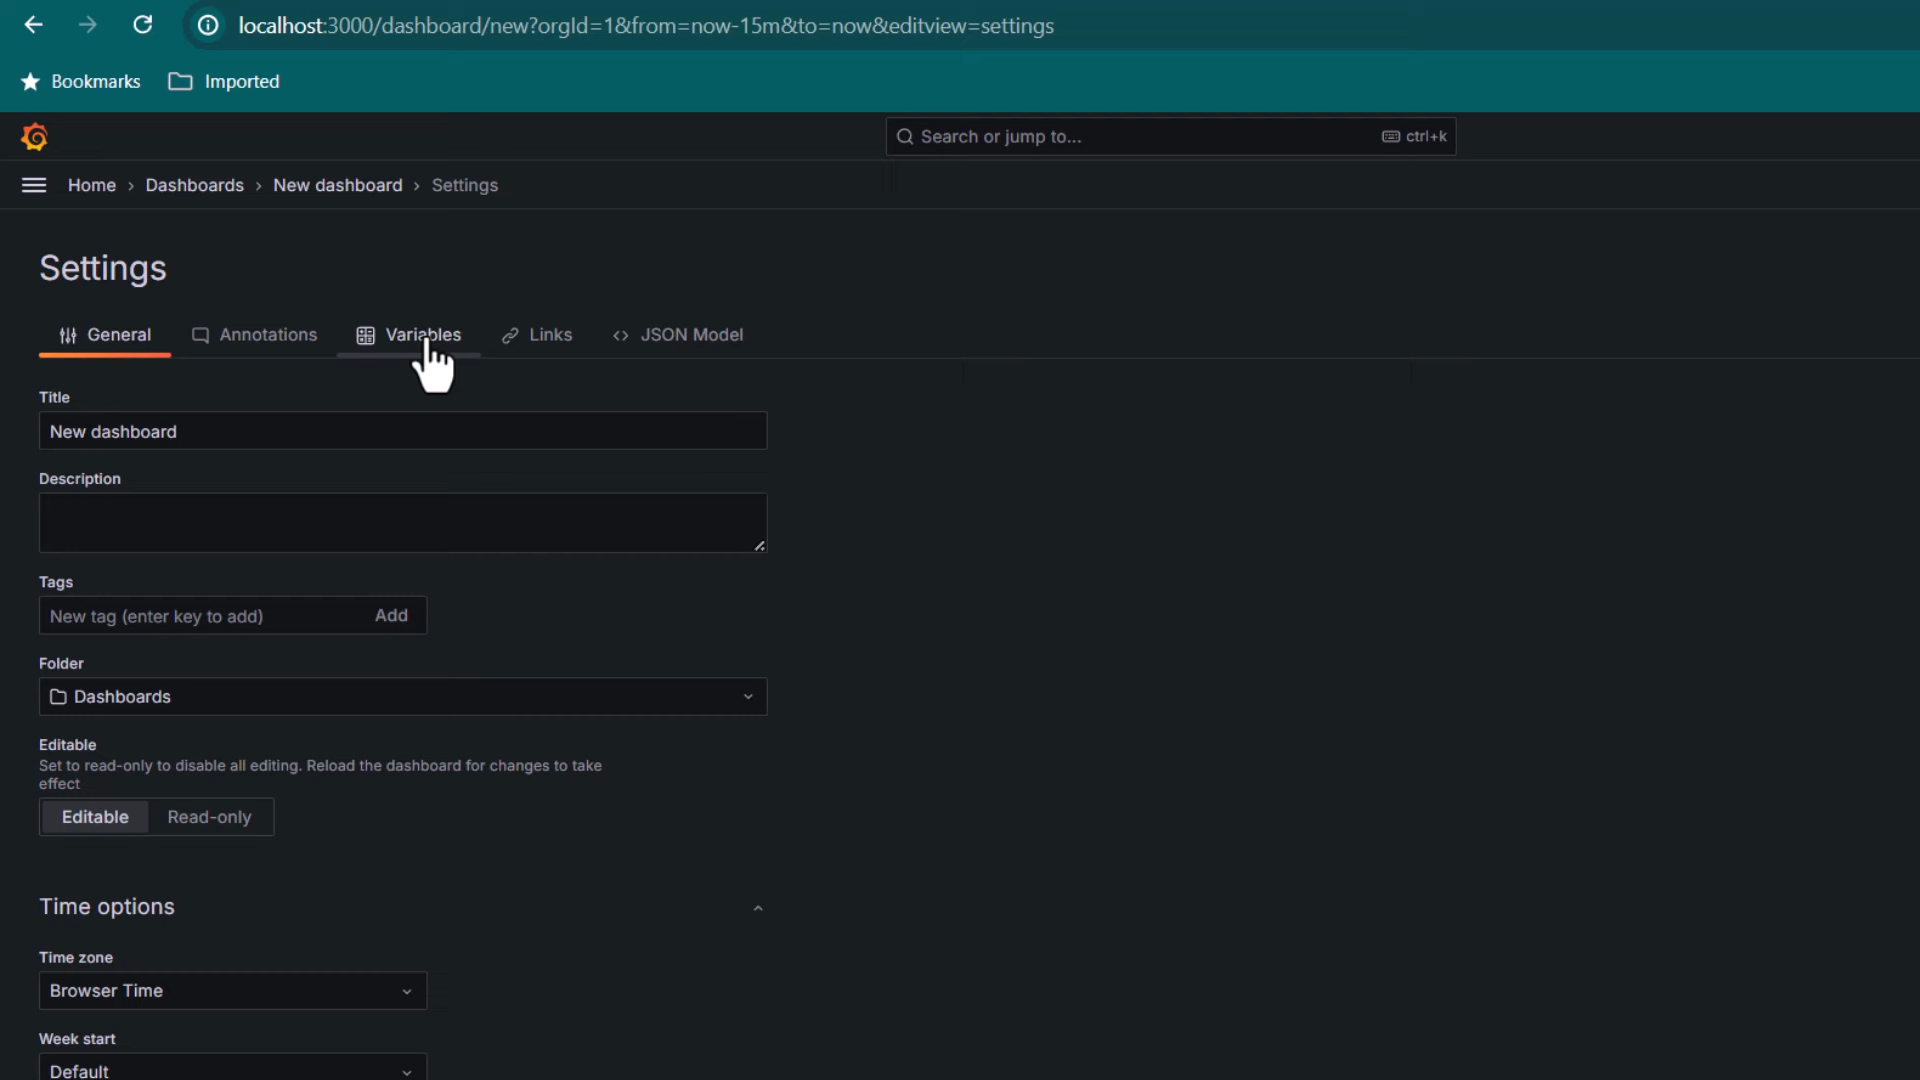 localhost:3000/dashboard/new?orgId=1&from=now-15m&to=now&editview=settings
Bookmarks Imported
Search or jump to... ctrl+k
Home › Dashboards › New dashboard › Settings
Settings
General Annotations Variables Links JSON Model
Title
New dashboard
Description
Tags
New tag (enter key to add) Add
Folder
Dashboards
Editable
Set to read-only to disable all editing. Reload the dashboard for changes to take
effect
Editable Read-only
Time options
Time zone
Browser Time
Week start
Default